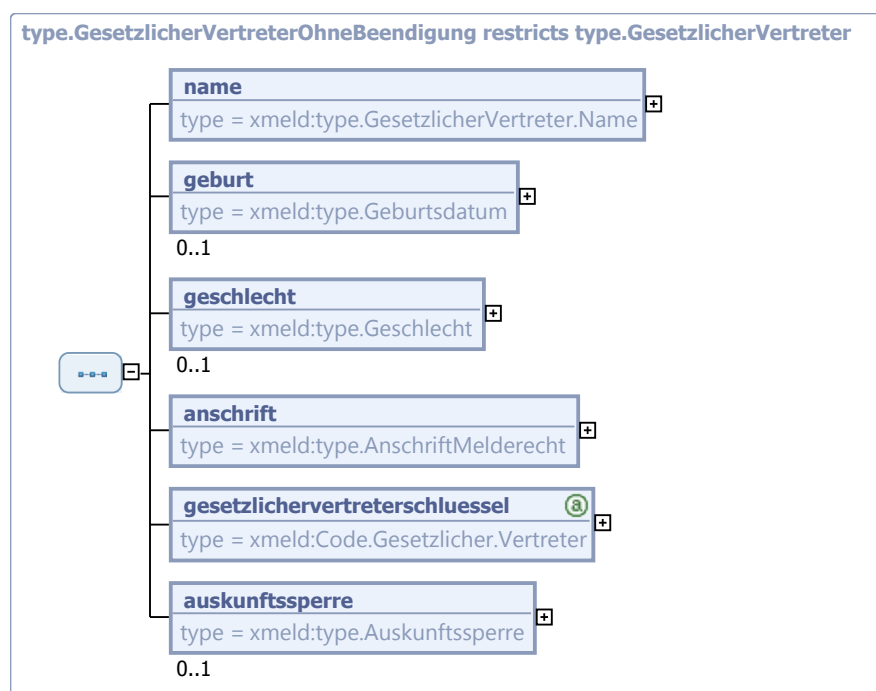 type.GesetzlicherVertreterOhneBeendigung restricts type.GesetzlicherVertreter
name
type = xmeld:type.GesetzlicherVertreter.Name
geburt
type = xmeld:type.Geburtsdatum
0..1
geschlecht
type = xmeld:type.Geschlecht
0..1
anschrift
type = xmeld:type.AnschriftMelderecht
gesetzlichervertreterschluessel a
type = xmeld:Code.Gesetzlicher.Vertreter
auskunftssperre
type = xmeld:type.Auskunftssperre
0..1